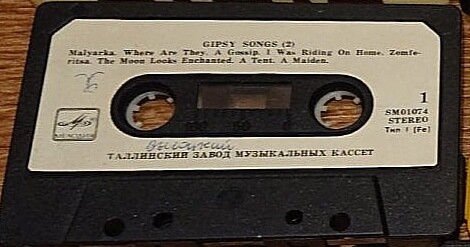 GIPSY SONGS (2)
Malyarka. Where Are They. A Gossip. I Was Riding On Home. Zemfe-
ritsa. The Moon Looks Enchanted. A Tent. A Maiden.
1
SM01074
STEREO
Тип I [Fe]
МЕЛОДИЯ
ТАЛЛИНСКИЙ ЗАВОД МУЗЫКАЛЬНЫХ КАССЕТ